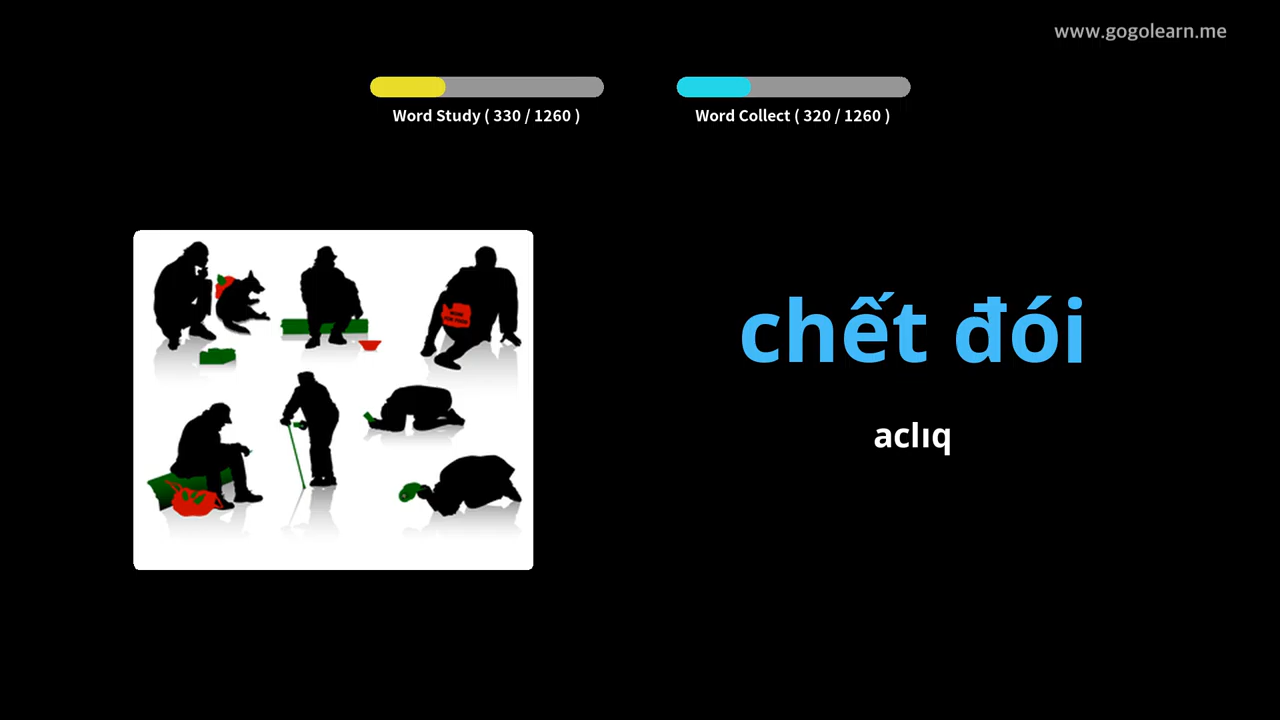 www.gogolearn.me
Word Study ( 330 / 1260 )
Word Collect ( 320 / 1260 )
chết đói
aclıq